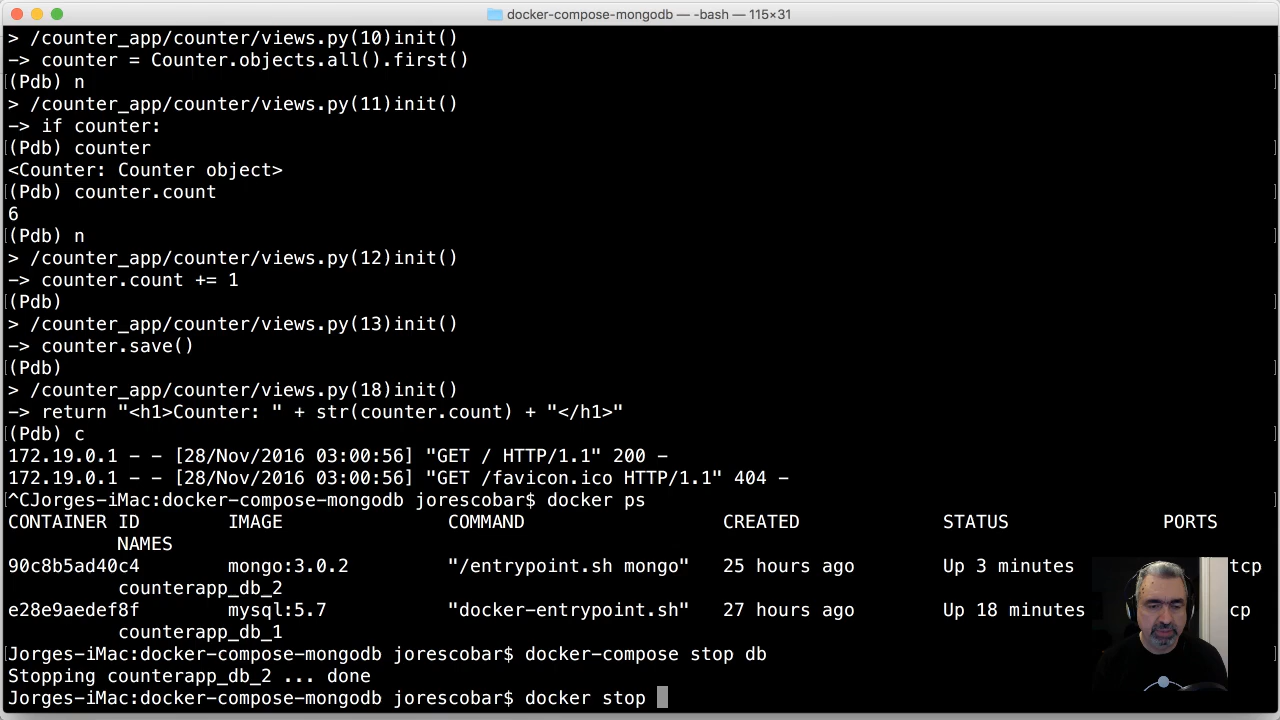 docker-compose-mongodb — -bash — 115×31
> /counter_app/counter/views.py(10)init()
-> counter = Counter.objects.all().first()
(Pdb) n
> /counter_app/counter/views.py(11)init()
-> if counter:
(Pdb) counter
<Counter: Counter object>
(Pdb) counter.count
6
(Pdb) n
> /counter_app/counter/views.py(12)init()
-> counter.count += 1
(Pdb)
> /counter_app/counter/views.py(13)init()
-> counter.save()
(Pdb)
> /counter_app/counter/views.py(18)init()
-> return "<h1>Counter: " + str(counter.count) + "</h1>"
(Pdb) c
172.19.0.1 - - [28/Nov/2016 03:00:56] "GET / HTTP/1.1" 200 -
172.19.0.1 - - [28/Nov/2016 03:00:56] "GET /favicon.ico HTTP/1.1" 404 -
^CJorges-iMac:docker-compose-mongodb jorescobar$ docker ps
CONTAINER ID IMAGE COMMAND CREATED STATUS PORTS
NAMES
90c8b5ad40c4 mongo:3.0.2 "/entrypoint.sh mongo" 25 hours ago Up 3 minutes tcp
counterapp_db_2
e28e9aedef8f mysql:5.7 "docker-entrypoint.sh" 27 hours ago Up 18 minutes cp
counterapp_db_1
Jorges-iMac:docker-compose-mongodb jorescobar$ docker-compose stop db
Stopping counterapp_db_2 ... done
Jorges-iMac:docker-compose-mongodb jorescobar$ docker stop